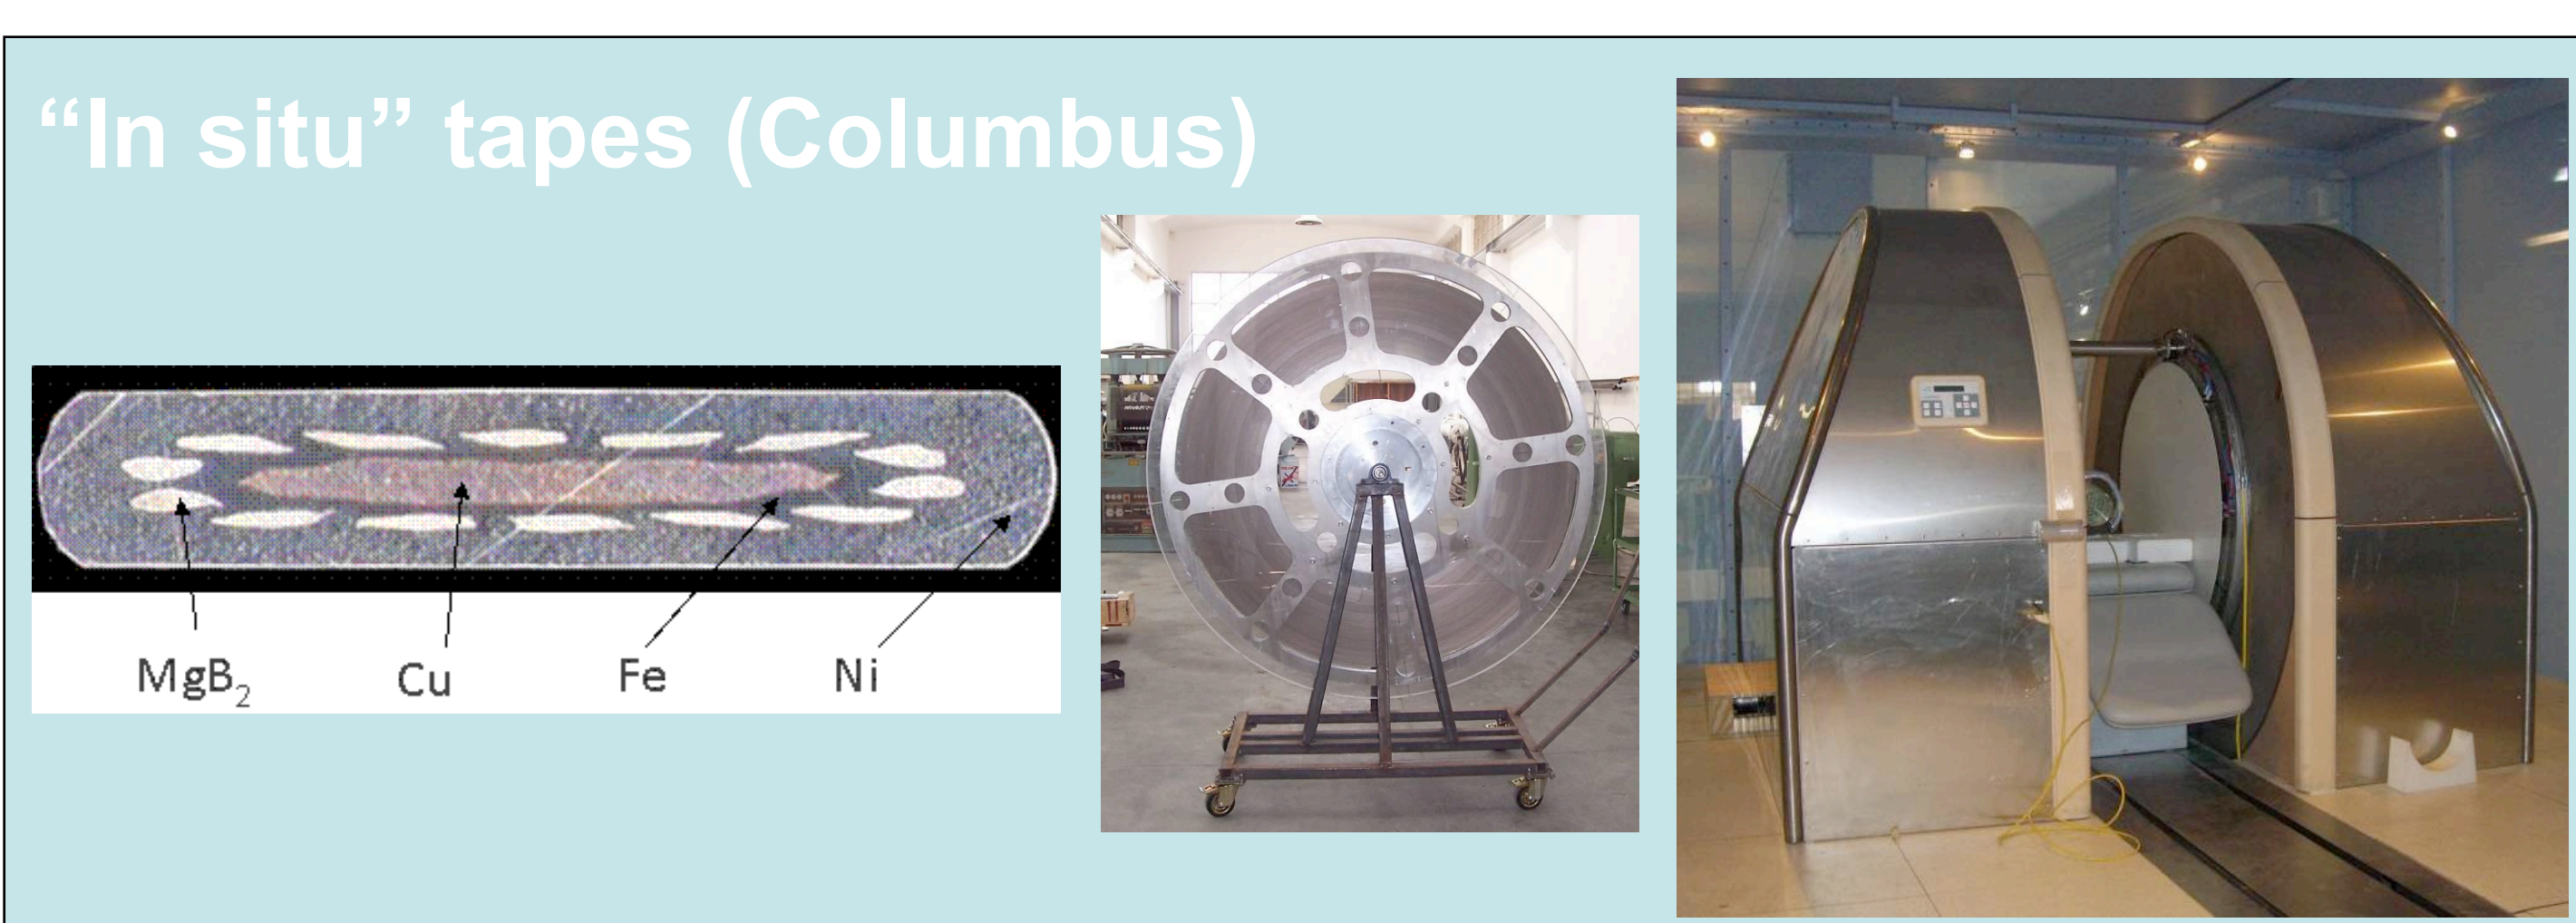 “In situ” tapes (Columbus)
MgB₂ Cu Fe Ni